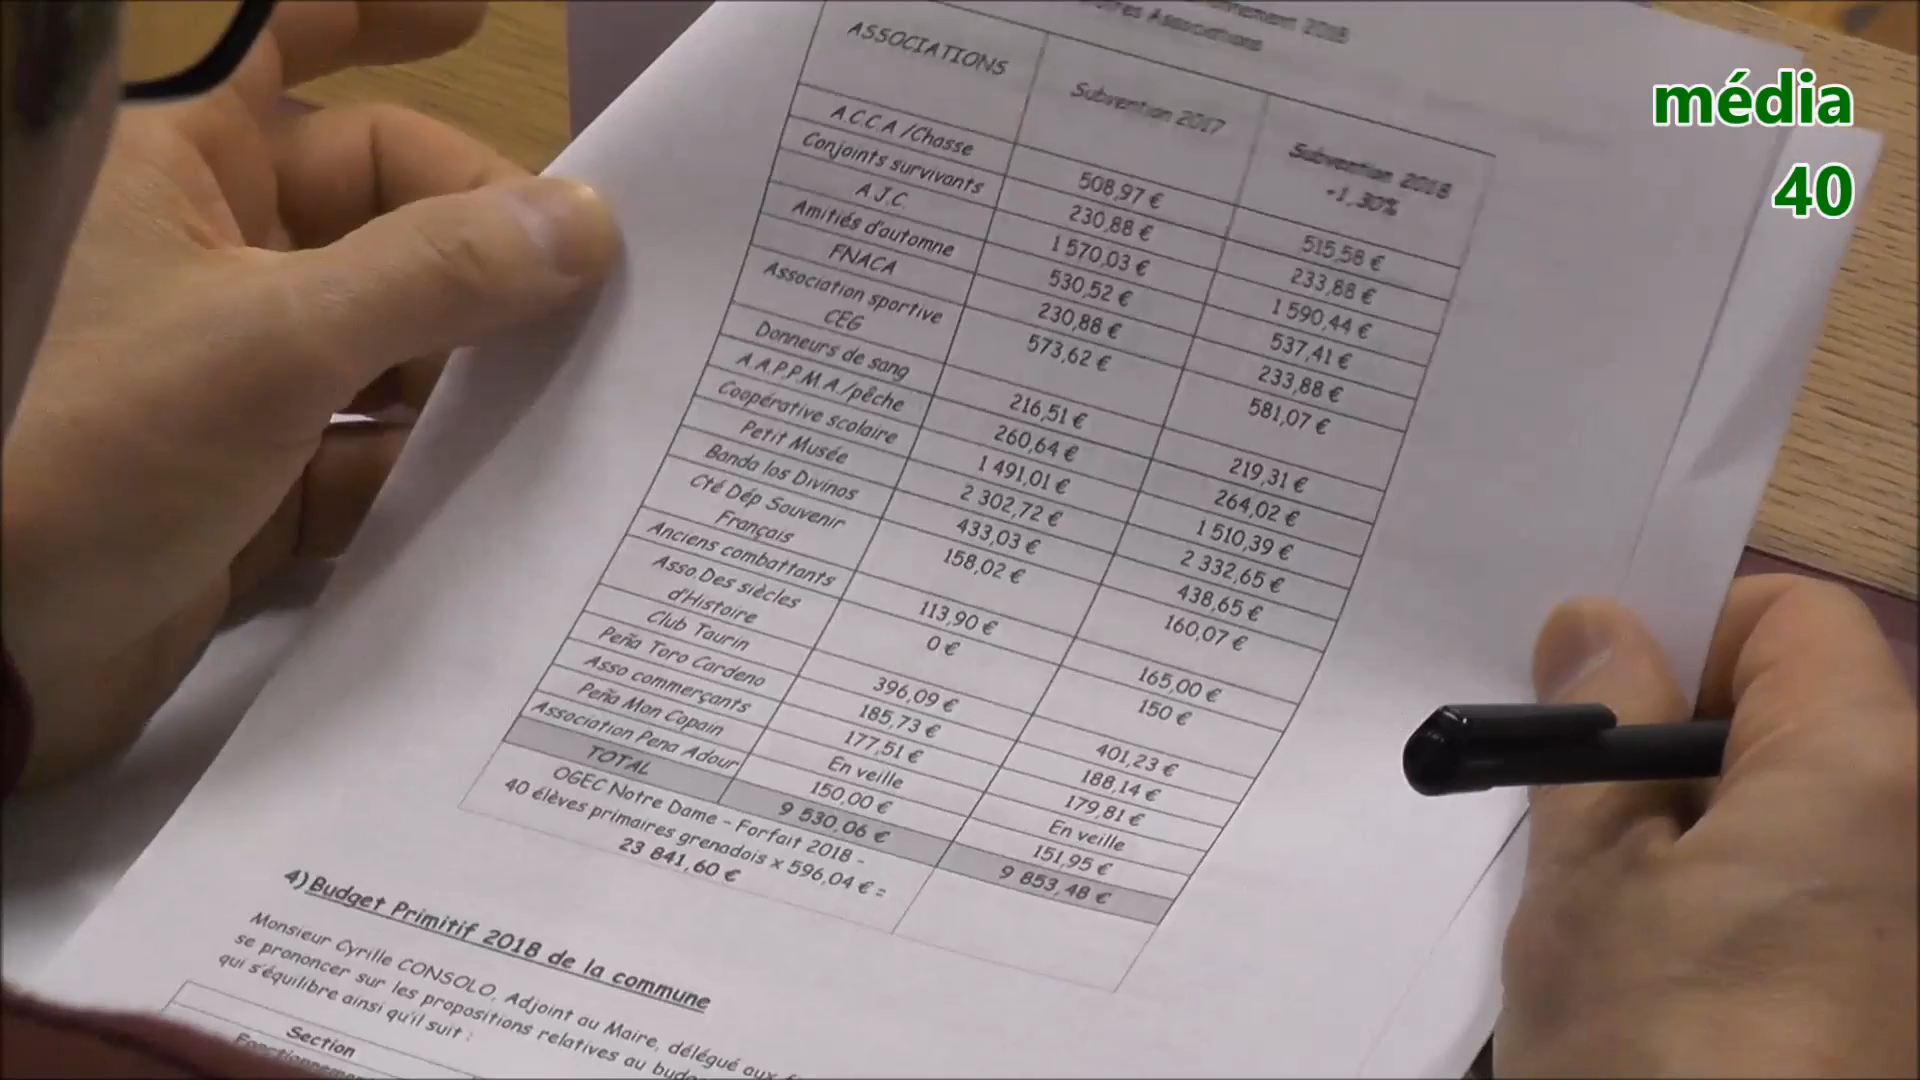 média
40
2018
Associations
ASSOCIATIONS
Subvention 2017
Subvention 2018
+1,30%
A.C.C.A./Chasse 508,97 € 515,58 €
Conjoints survivants 230,88 € 233,88 €
A.J.C. 1 570,03 € 1 590,44 €
Amitiés d'automne 530,52 € 537,41 €
FNACA 230,88 € 233,88 €
Association sportive 573,62 € 581,07 €
CEG
Donneurs de sang 216,51 € 219,31 €
A.A.P.P.M.A./pêche 260,64 € 264,02 €
Coopérative scolaire 1 491,01 € 1 510,39 €
Petit Musée 2 302,72 € 2 332,65 €
Banda los Divinos 433,03 € 438,65 €
Cté Dép Souvenir 158,02 € 160,07 €
Français
Anciens combattants 113,90 € 165,00 €
Asso.Des siècles 0 € 150 €
d'Histoire
Club Taurin 396,09 € 401,23 €
Peña Toro Cardeno 185,73 € 188,14 €
Asso commerçants 177,51 € 179,81 €
Peña Mon Copain En veille En veille
Association Pena Adour 150,00 € 151,95 €
TOTAL 9 530,06 € 9 853,48 €
OGEC Notre Dame - Forfait 2018 -
40 élèves primaires grenadois x 596,04 € =
23 841,60 €
4) Budget Primitif 2018 de la commune
Monsieur Cyrille CONSOLO, Adjoint au Maire, délégué aux
se prononcer sur les propositions relatives au
qui s'équilibre ainsi qu'il suit :
Section